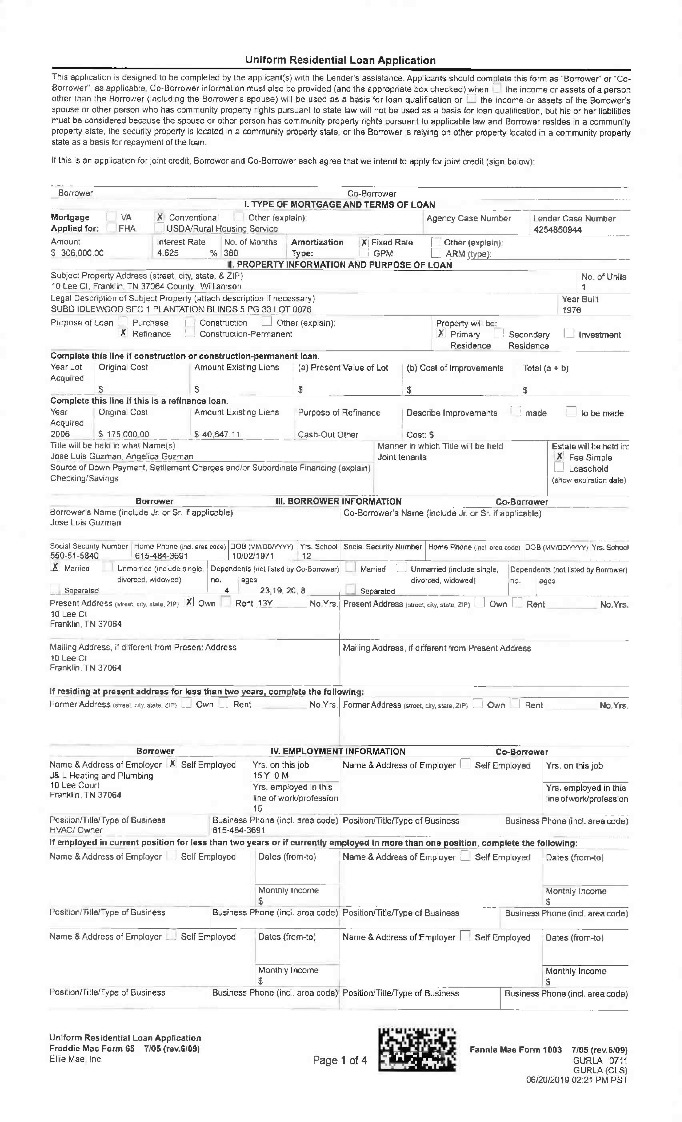 Uniform Residential Loan Application
This application is designed to be completed by the applicant(s) with the Lender's assistance. Applicants should complete this form as "Borrower" or "Co-
Borrower", as applicable. Co-Borrower information must also be provided (and the appropriate box checked) when the income or assets of a person
other than the Borrower (including the Borrower's spouse) will be used as a basis for loan qualification or the income or assets of the Borrower's
spouse or other person who has community property rights pursuant to state law will not be used as a basis for loan qualification, but his or her liabilities
must be considered because the spouse or other person has community property rights pursuant to applicable law and Borrower resides in a community
property state, the security property is located in a community property state, or the Borrower is relying on other property located in a community property
state as a basis for repayment of the loan.
If this is an application for joint credit, Borrower and Co-Borrower each agree that we intend to apply for joint credit (sign below):
Borrower Co-Borrower
I. TYPE OF MORTGAGE AND TERMS OF LOAN
Mortgage VA X Conventional Other (explain): Agency Case Number Lender Case Number
Applied for: FHA USDA/Rural Housing Service 4254850944
Amount Interest Rate No. of Months Amortization X Fixed Rate Other (explain):
$ 306,000.00 4.625 % 360 Type: GPM ARM (type):
II. PROPERTY INFORMATION AND PURPOSE OF LOAN
Subject Property Address (street, city, state, & ZIP) No. of Units
10 Lee Ct, Franklin, TN 37064 County: Williamson 1
Legal Description of Subject Property (attach description if necessary) Year Built
SUBD IDLEWOOD SEC 1 PLANTATION BLINDS 5 PG 33 LOT 0076 1976
Purpose of Loan Purchase Construction Other (explain): Property will be:
X Refinance Construction-Permanent X Primary Secondary Investment
Residence Residence
Complete this line if construction or construction-permanent loan.
Year Lot Original Cost Amount Existing Liens (a) Present Value of Lot (b) Cost of Improvements Total (a + b)
Acquired
$ $ $ $ $
Complete this line if this is a refinance loan.
Year Original Cost Amount Existing Liens Purpose of Refinance Describe Improvements made to be made
Acquired
2006 $ 175,000.00 $ 40,647.11 Cash-Out Other Cost: $
Title will be held in what Name(s) Manner in which Title will be held Estate will be held in:
Jose Luis Guzman, Angelica Guzman Joint tenants X Fee Simple
Source of Down Payment, Settlement Charges and/or Subordinate Financing (explain) Leasehold
Checking/Savings (show expiration date)
Borrower III. BORROWER INFORMATION Co-Borrower
Borrower's Name (include Jr. or Sr. if applicable) Co-Borrower's Name (include Jr. or Sr. if applicable)
Jose Luis Guzman
Social Security Number Home Phone (incl. area code) DOB (MM/DD/YYYY) Yrs. School Social Security Number Home Phone (incl. area code) DOB (MM/DD/YYYY) Yrs. School
550-51-5840 615-484-3691 10/02/1971 12
X Married Unmarried (include single, Dependents (not listed by Co-Borrower) Married Unmarried (include single, Dependents (not listed by Borrower)
divorced, widowed) no. ages divorced, widowed) no. ages
Separated 4 23,19, 20, 8 Separated
Present Address (street, city, state, ZIP) X Own Rent 13Y No.Yrs. Present Address (street, city, state, ZIP) Own Rent No.Yrs.
10 Lee Ct
Franklin, TN 37064
Mailing Address, if different from Present Address Mailing Address, if different from Present Address
10 Lee Ct
Franklin, TN 37064
If residing at present address for less than two years, complete the following:
Former Address (street, city, state, ZIP) Own Rent No.Yrs. Former Address (street, city, state, ZIP) Own Rent No.Yrs.
Borrower IV. EMPLOYMENT INFORMATION Co-Borrower
Name & Address of Employer X Self Employed Yrs. on this job Name & Address of Employer Self Employed Yrs. on this job
J& L Heating and Plumbing 15 Y 0 M
10 Lee Court Yrs. employed in this Yrs. employed in this
Franklin, TN 37064 line of work/profession line of work/profession
15
Position/Title/Type of Business Business Phone (incl. area code) Position/Title/Type of Business Business Phone (incl. area code)
HVAC/ Owner 615-484-3691
If employed in current position for less than two years or if currently employed in more than one position, complete the following:
Name & Address of Employer Self Employed Dates (from-to) Name & Address of Employer Self Employed Dates (from-to)
Monthly Income Monthly Income
$ $
Position/Title/Type of Business Business Phone (incl. area code) Position/Title/Type of Business Business Phone (incl. area code)
Name & Address of Employer Self Employed Dates (from-to) Name & Address of Employer Self Employed Dates (from-to)
Monthly Income Monthly Income
$ $
Position/Title/Type of Business Business Phone (incl. area code) Position/Title/Type of Business Business Phone (incl. area code)
Uniform Residential Loan Application
Freddie Mac Form 65 7/05 (rev.6/09) Fannie Mae Form 1003 7/05 (rev.6/09)
Ellie Mae, Inc. Page 1 of 4 GURLA 0711
GURLA (CLS)
06/20/2019 02:21 PM PST